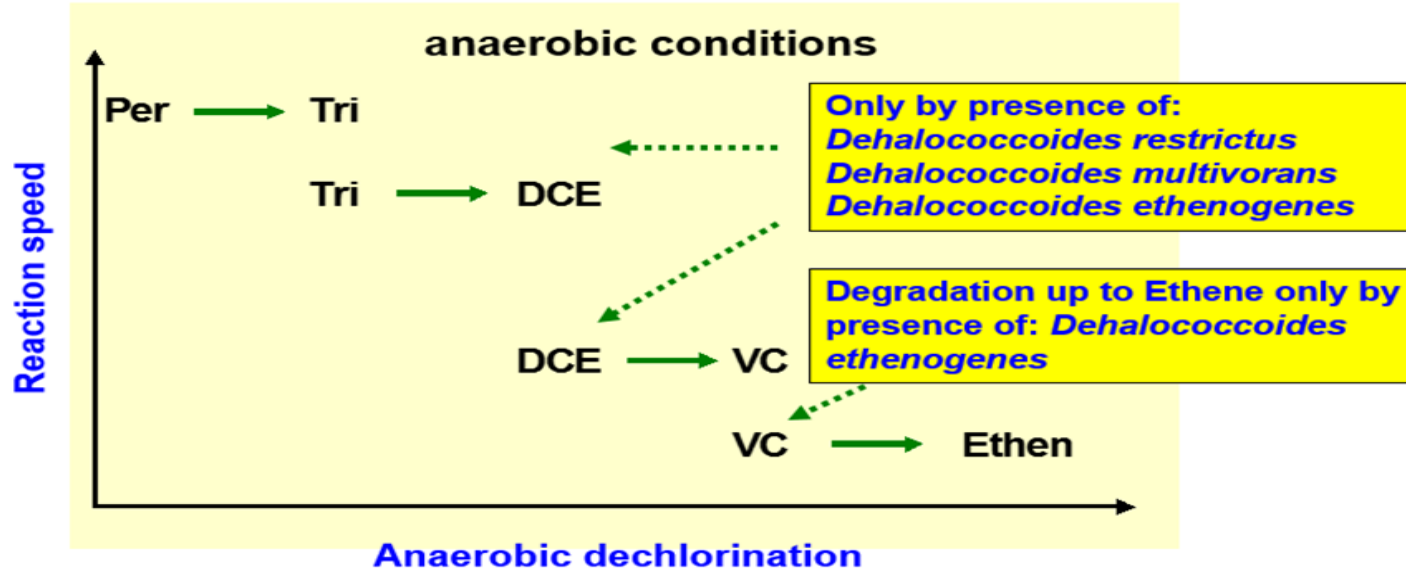 anaerobic conditions
Per
Tri
Only by presence of:
Dehalococcoides restrictus
Dehalococcoides multivorans
Dehalococcoides ethenogenes
Tri
DCE
Degradation up to Ethene only by
presence of: Dehalococcoides
ethenogenes
DCE
VC
VC
Ethen
Reaction speed
Anaerobic dechlorination